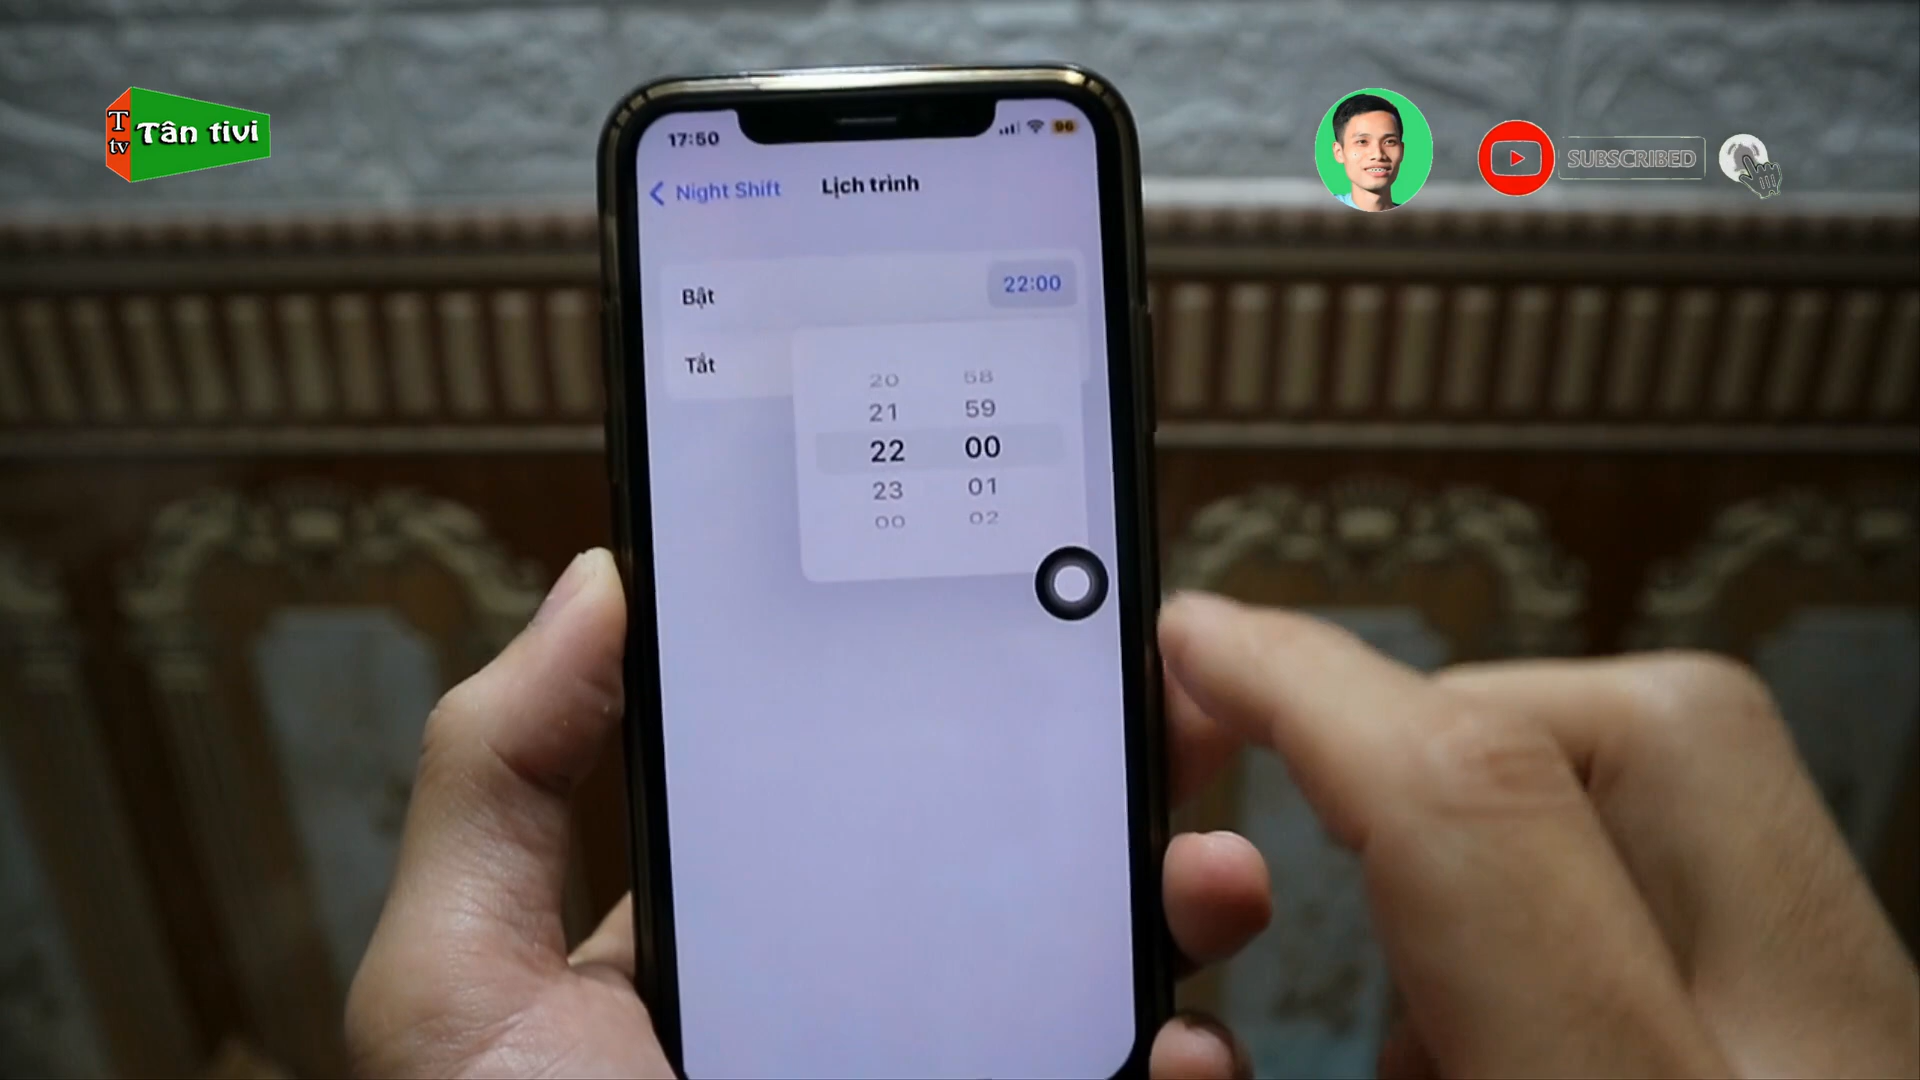 T
tv
Tân tivi
SUBSCRIBED
17:50
96
Night Shift
Lịch trình
Bật
22:00
Tắt
20 58
21 59
22 00
23 01
00 02